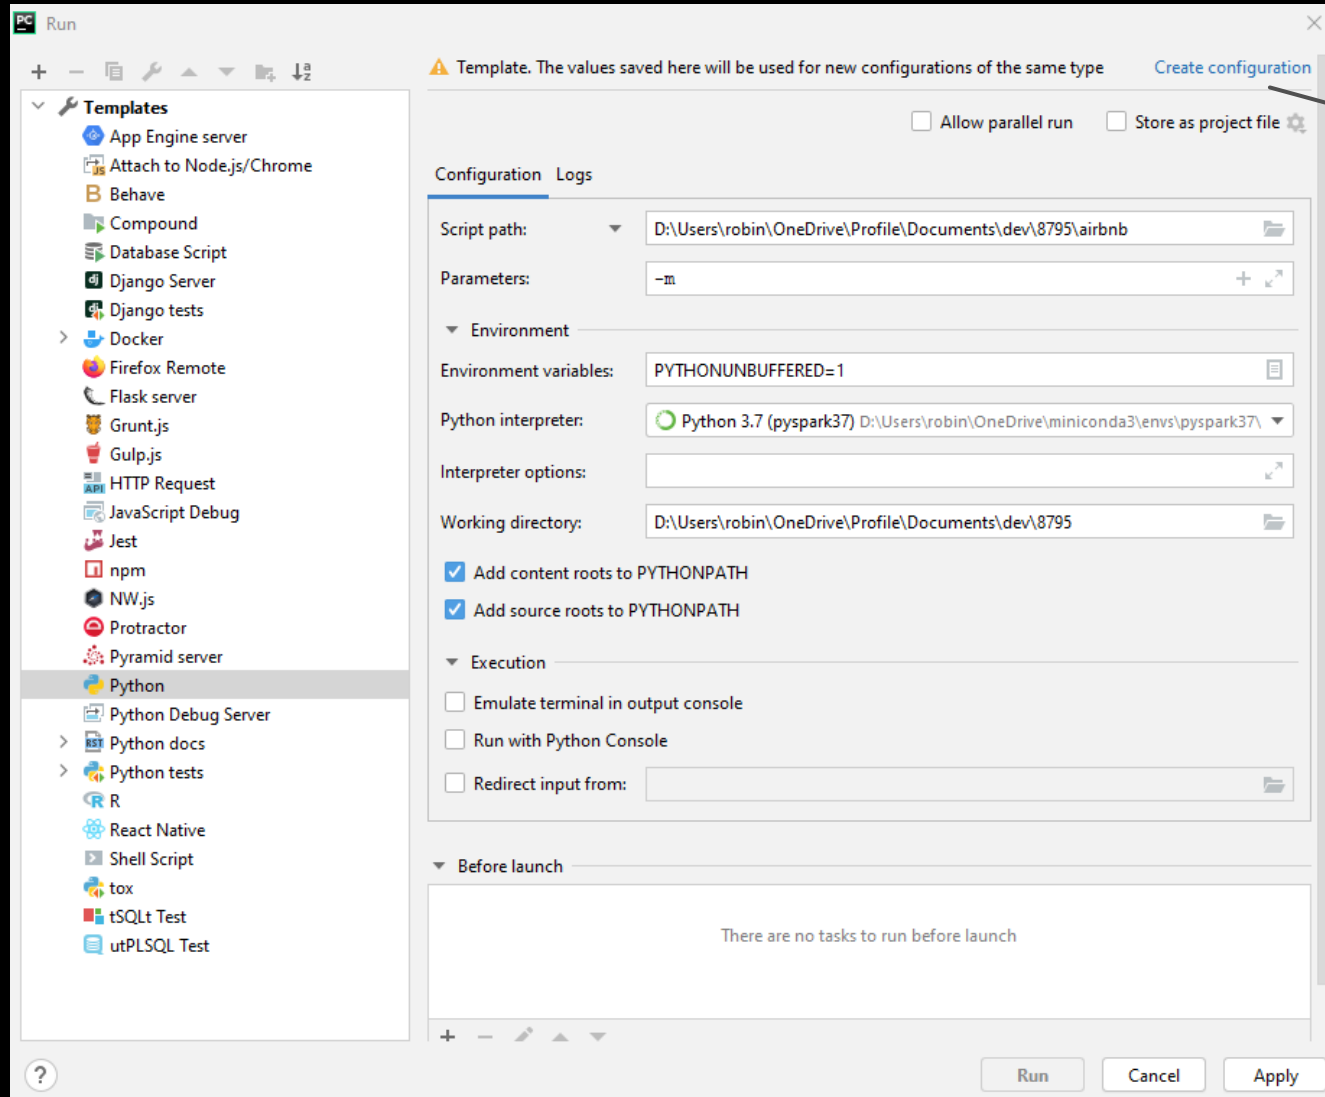 PC Run
Template. The values saved here will be used for new configurations of the same type Create configuration
Allow parallel run Store as project file
Templates
App Engine server
Attach to Node.js/Chrome
Behave
Compound
Database Script
Django Server
Django tests
Docker
Firefox Remote
Flask server
Grunt.js
Gulp.js
HTTP Request
JavaScript Debug
Jest
npm
NW.js
Protractor
Pyramid server
Python
Python Debug Server
Python docs
Python tests
R
React Native
Shell Script
tox
tSQLt Test
utPLSQL Test
Configuration Logs
Script path: D:\Users\robin\OneDrive\Profile\Documents\dev\8795\airbnb
Parameters: -m
Environment
Environment variables: PYTHONUNBUFFERED=1
Python interpreter: Python 3.7 (pyspark37) D:\Users\robin\OneDrive\miniconda3\envs\pyspark37\
Interpreter options:
Working directory: D:\Users\robin\OneDrive\Profile\Documents\dev\8795
Add content roots to PYTHONPATH
Add source roots to PYTHONPATH
Execution
Emulate terminal in output console
Run with Python Console
Redirect input from:
Before launch
There are no tasks to run before launch
? Run Cancel Apply